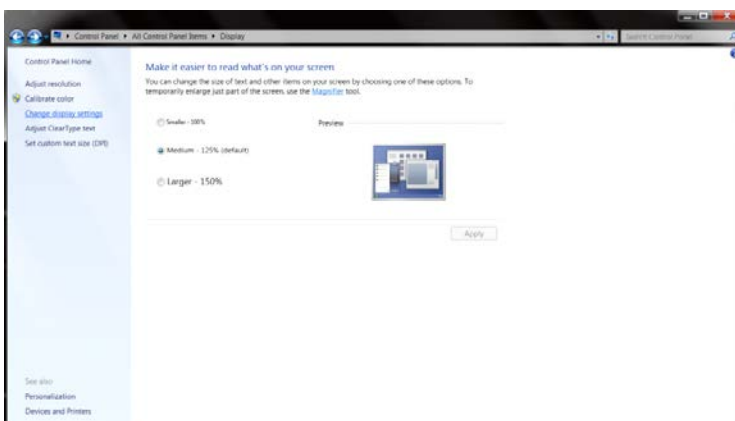 Control Panel ▸ All Control Panel Items ▸ Display
Search Control Panel
Control Panel Home
Adjust resolution
Calibrate color
Change display settings
Adjust ClearType text
Set custom text size (DPI)
See also
Personalization
Devices and Printers
Make it easier to read what's on your screen
You can change the size of text and other items on your screen by choosing one of these options. To
temporarily enlarge just part of the screen, use the Magnifier tool.
Smaller - 100%
Preview
Medium - 125% (default)
Larger - 150%
Apply